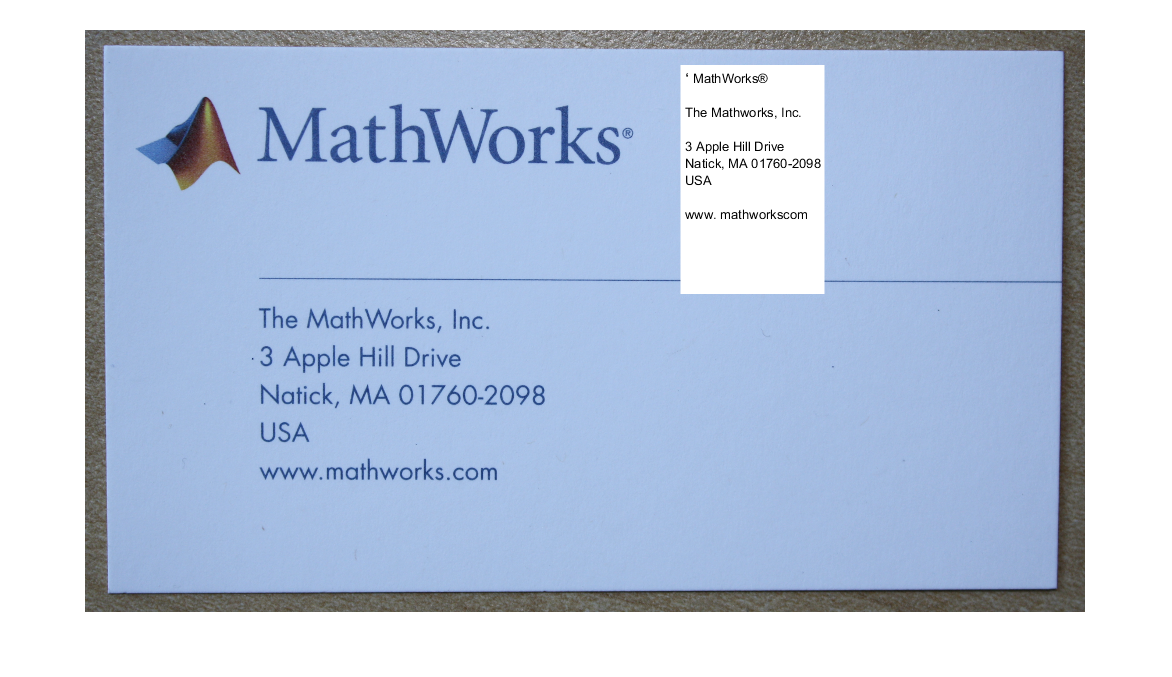 MathWorks®
‘ MathWorks®
The Mathworks, Inc.
3 Apple Hill Drive
Natick, MA 01760-2098
USA
www. mathworkscom
The MathWorks, Inc.
3 Apple Hill Drive
Natick, MA 01760-2098
USA
www.mathworks.com